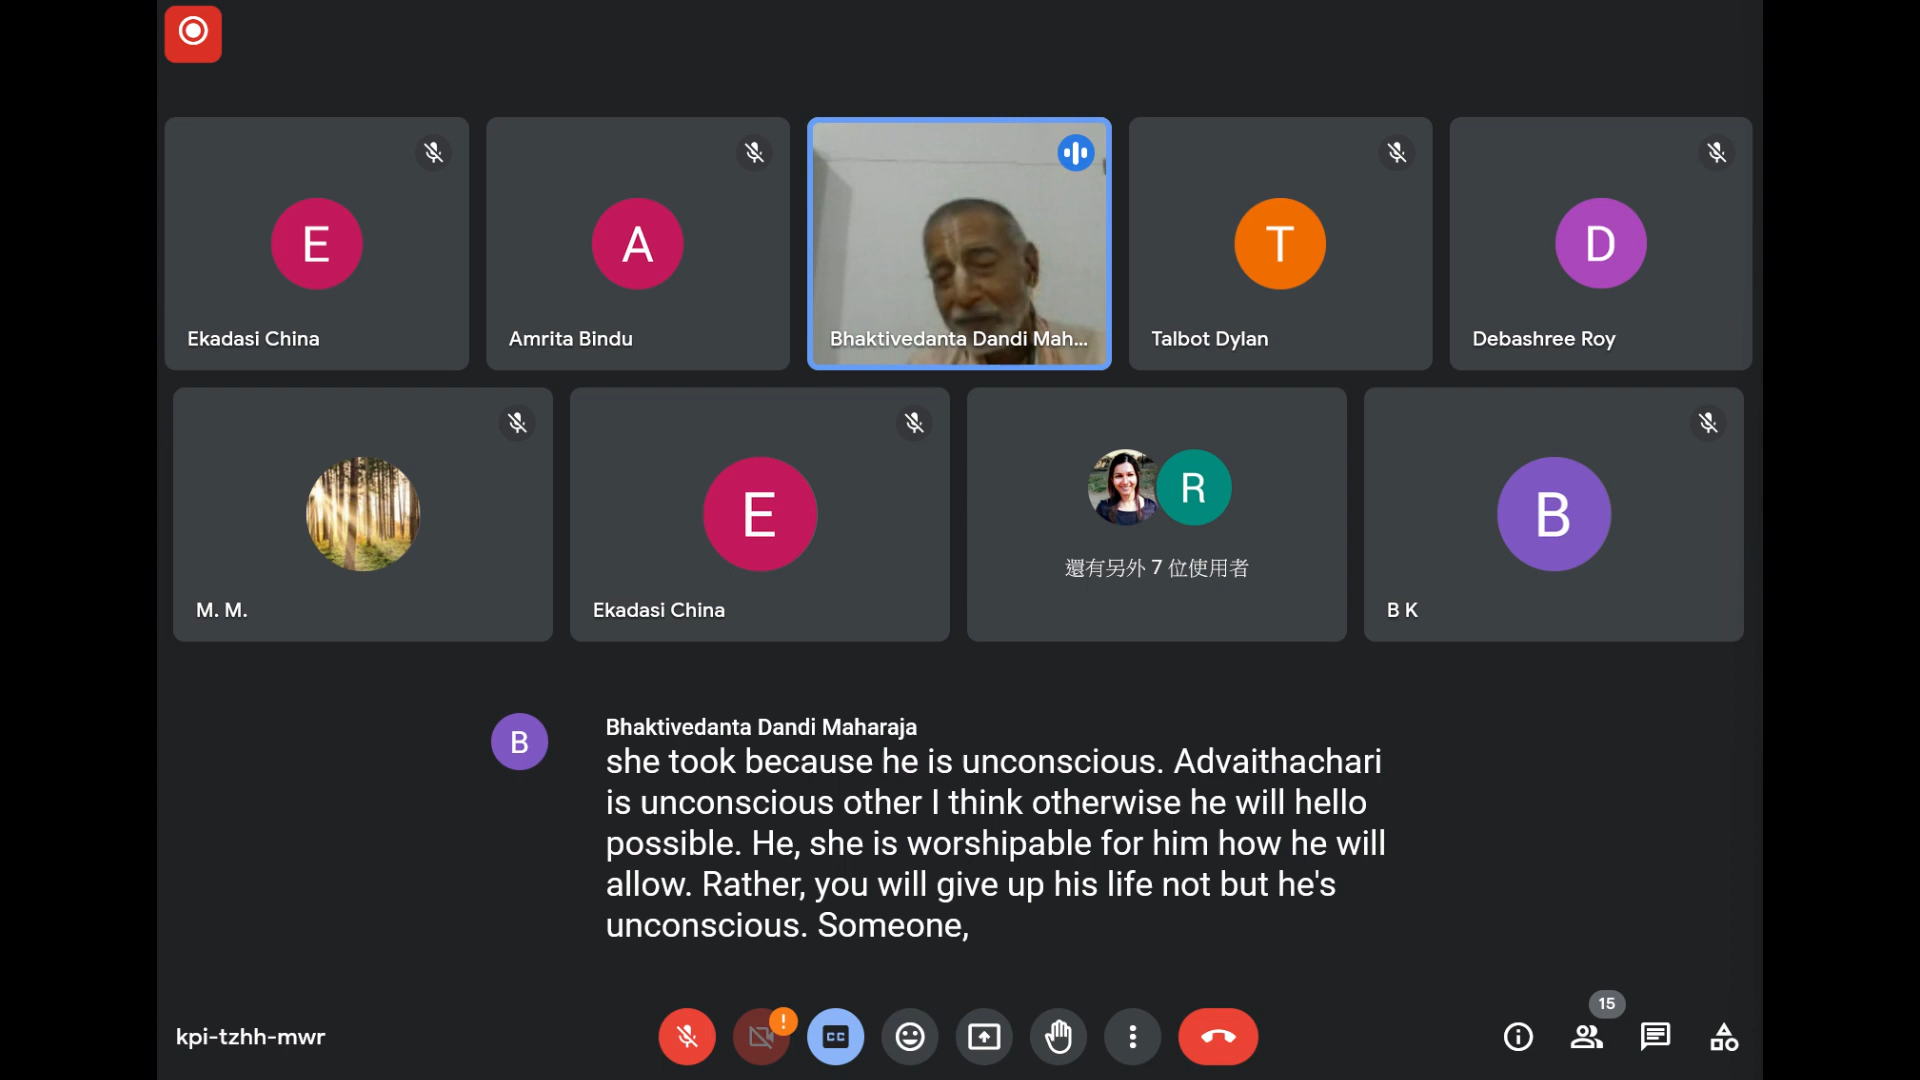 E
Ekadasi China
A
Amrita Bindu
Bhaktivedanta Dandi Mah...
T
Talbot Dylan
D
Debashree Roy
M. M.
E
Ekadasi China
R
還有另外 7 位使用者
B
B K
B
Bhaktivedanta Dandi Maharaja
she took because he is unconscious. Advaithachari
is unconscious other I think otherwise he will hello
possible. He, she is worshipable for him how he will
allow. Rather, you will give up his life not but he's
unconscious. Someone,
kpi-tzhh-mwr
!
CC
15